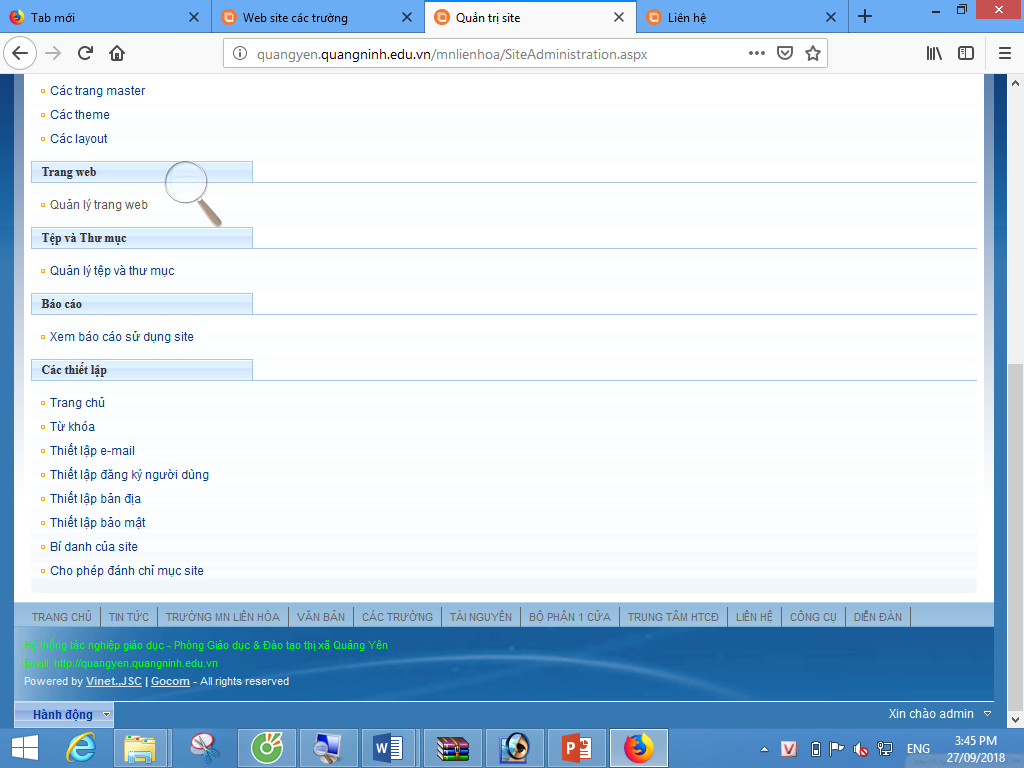 Tab mới
Web site các trường
Quản trị site
Liên hệ
quangyen.quangninh.edu.vn/mnlienhoa/SiteAdministration.aspx
Các trang master
Các theme
Các layout
Trang web
Quản lý trang web
Tệp và Thư mục
Quản lý tệp và thư mục
Báo cáo
Xem báo cáo sử dụng site
Các thiết lập
Trang chủ
Từ khóa
Thiết lập e-mail
Thiết lập đăng ký người dùng
Thiết lập bản địa
Thiết lập bảo mật
Bí danh của site
Cho phép đánh chỉ mục site
TRANG CHỦ TIN TỨC TRƯỜNG MN LIÊN HÒA VĂN BẢN CÁC TRƯỜNG TÀI NGUYÊN BỘ PHẬN 1 CỬA TRUNG TÂM HTCĐ LIÊN HỆ CÔNG CỤ DIỄN ĐÀN
Hệ thống tác nghiệp giáo dục - Phòng Giáo dục & Đào tạo thị xã Quảng Yên
Email: http://quangyen.quangninh.edu.vn
Powered by Vinet.,JSC | Gocom - All rights reserved
Hành động
Xin chào admin
ENG
3:45 PM
27/09/2018